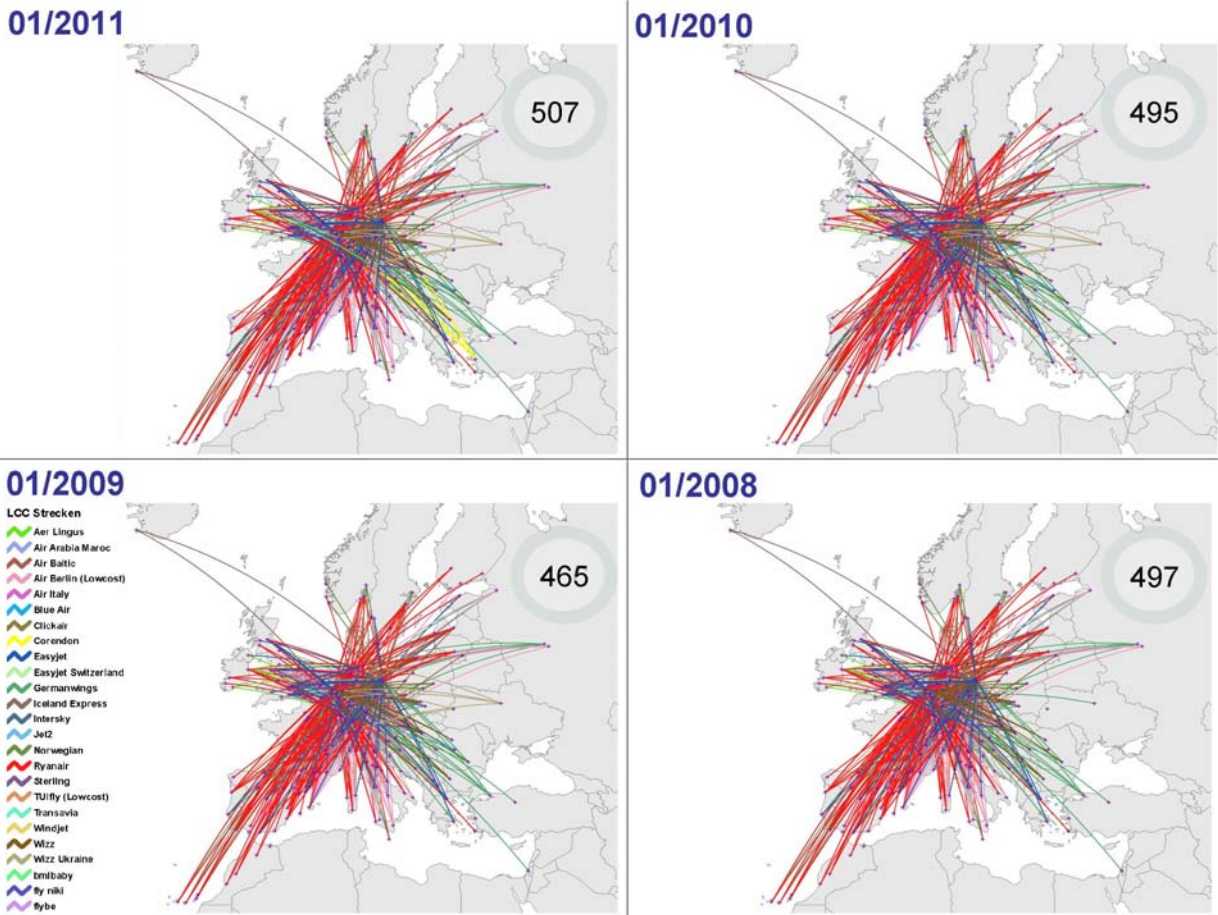 01/2011
507
01/2010
495
01/2009
465
LCC Strecken
Aer Lingus
Air Arabia Maroc
Air Baltic
Air Berlin (Lowcost)
Air Italy
Blue Air
Clickair
Corendon
Easyjet
Easyjet Switzerland
Germanwings
Iceland Express
Intersky
Jet2
Norwegian
Ryanair
Sterling
TUIfly (Lowcost)
Transavia
Windjet
Wizz
Wizz Ukraine
bmibaby
fly niki
flybe
01/2008
497